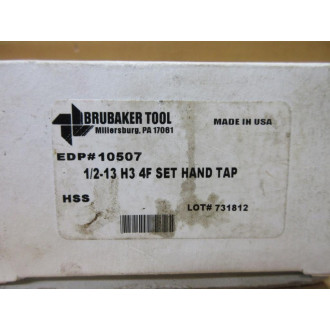 BRUBAKER TOOL
Millersburg, PA 17061
MADE IN USA
EDP#10507
1/2-13 H3 4F SET HAND TAP
HSS
LOT# 731812